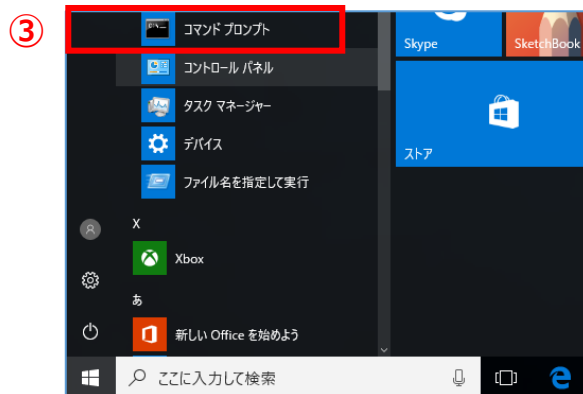 ③
コマンド プロンプト
コントロール パネル
タスク マネージャー
デバイス
ファイル名を指定して実行
X
Xbox
あ
新しい Office を始めよう
ここに入力して検索
Skype
SketchBook
ストア